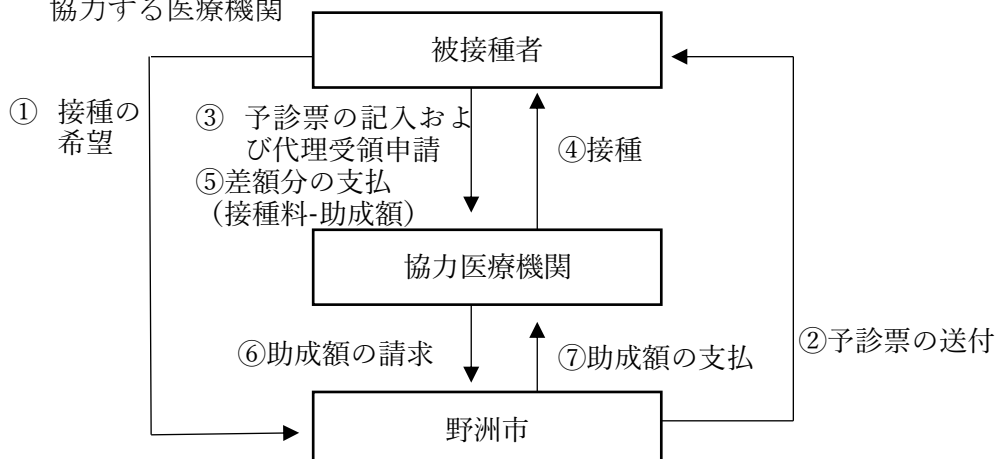 協力する医療機関
被接種者
① 接種の
希望
③ 予診票の記入およ
び代理受領申請
④接種
⑤差額分の支払
（接種料-助成額）
協力医療機関
②予診票の送付
⑥助成額の請求
⑦助成額の支払
野洲市